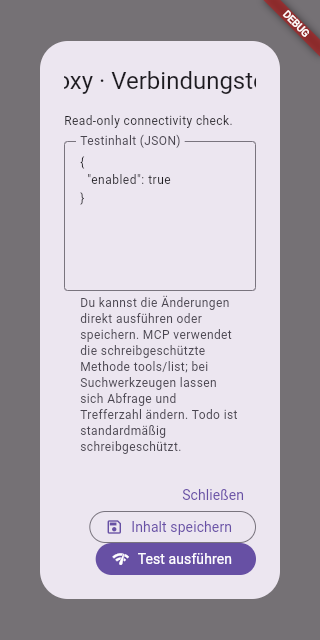 DEBUG
oxy · Verbindungste
Read-only connectivity check.
Testinhalt (JSON)
{
"enabled": true
}
Du kannst die Änderungen
direkt ausführen oder
speichern. MCP verwendet
die schreibgeschützte
Methode tools/list; bei
Suchwerkzeugen lassen
sich Abfrage und
Trefferzahl ändern. Todo ist
standardmäßig
schreibgeschützt.
Schließen
Inhalt speichern
Test ausführen